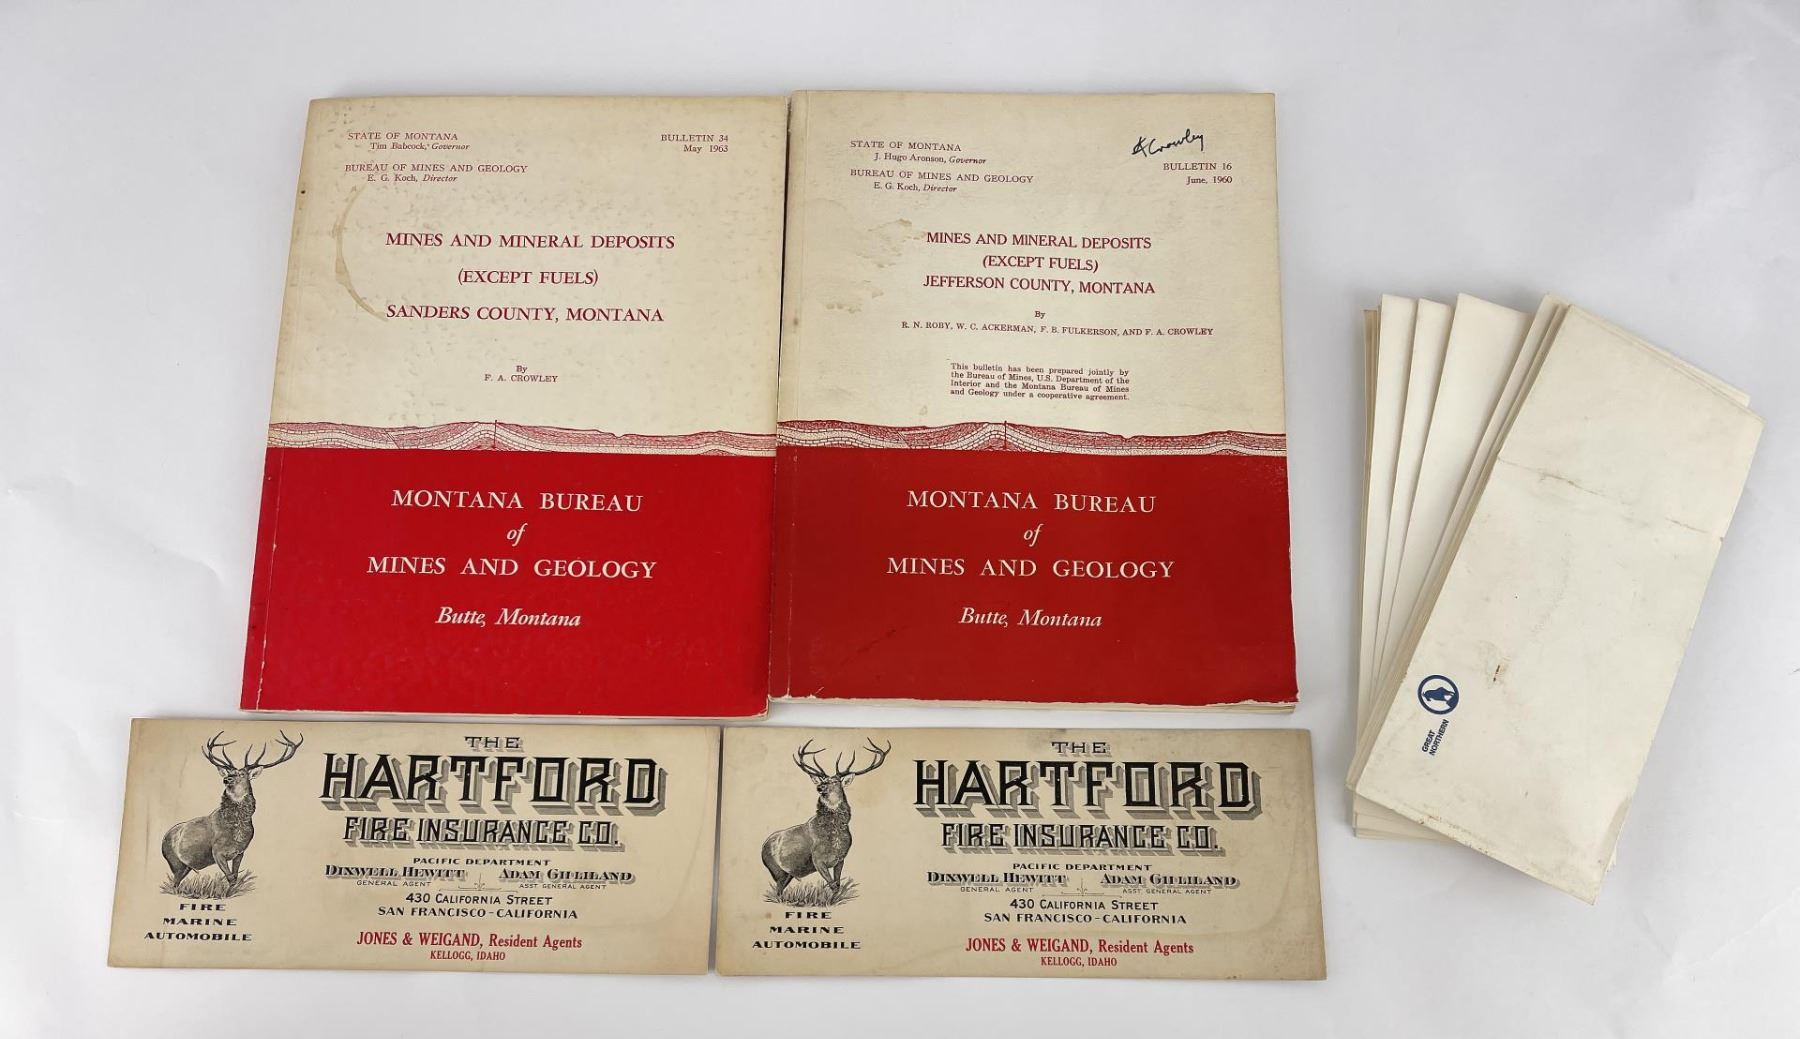 STATE OF MONTANA
Tim Babcock, Governor
BUREAU OF MINES AND GEOLOGY
E. G. Koch, Director
BULLETIN 34
May 1963
MINES AND MINERAL DEPOSITS
(EXCEPT FUELS)
SANDERS COUNTY, MONTANA
By
F. A. CROWLEY
MONTANA BUREAU
of
MINES AND GEOLOGY
Butte, Montana
STATE OF MONTANA
J. Hugo Aronson, Governor
BUREAU OF MINES AND GEOLOGY
E. G. Koch, Director
Crowley
BULLETIN 16
June, 1960
MINES AND MINERAL DEPOSITS
(EXCEPT FUELS)
JEFFERSON COUNTY, MONTANA
By
R. N. ROBY, W. C. ACKERMAN, F. B. FULKERSON, AND F. A. CROWLEY
This bulletin has been prepared jointly by
the Bureau of Mines, U.S. Department of the
Interior and the Montana Bureau of Mines
and Geology under a cooperative agreement.
MONTANA BUREAU
of
MINES AND GEOLOGY
Butte, Montana
GREAT
NORTHERN
THE
HARTFORD
FIRE INSURANCE CO.
PACIFIC DEPARTMENT
DIXWELL HEWITT ADAM GILLILAND
GENERAL AGENT ASST GENERAL AGENT
430 CALIFORNIA STREET
SAN FRANCISCO-CALIFORNIA
JONES & WEIGAND, Resident Agents
KELLOGG, IDAHO
FIRE
MARINE
AUTOMOBILE
THE
HARTFORD
FIRE INSURANCE CO.
PACIFIC DEPARTMENT
DIXWELL HEWITT ADAM GILLILAND
GENERAL AGENT ASST GENERAL AGENT
430 CALIFORNIA STREET
SAN FRANCISCO-CALIFORNIA
JONES & WEIGAND, Resident Agents
KELLOGG, IDAHO
FIRE
MARINE
AUTOMOBILE